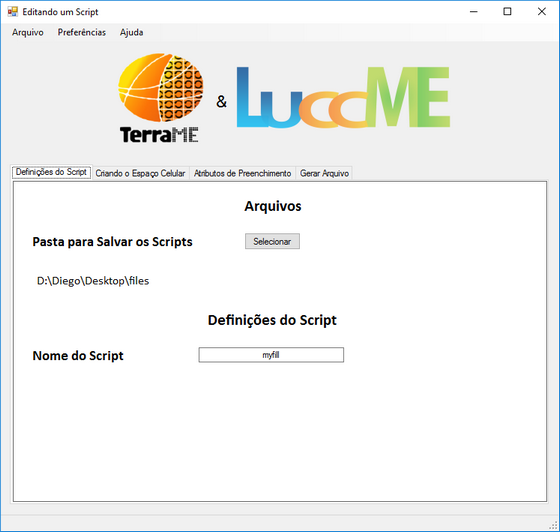 Editando um Script
Arquivo Preferências Ajuda
TerraME & LuccME
Definições do Script Criando o Espaço Celular Atributos de Preenchimento Gerar Arquivo
Arquivos
Pasta para Salvar os Scripts Selecionar
D:\Diego\Desktop\files
Definições do Script
Nome do Script myfill